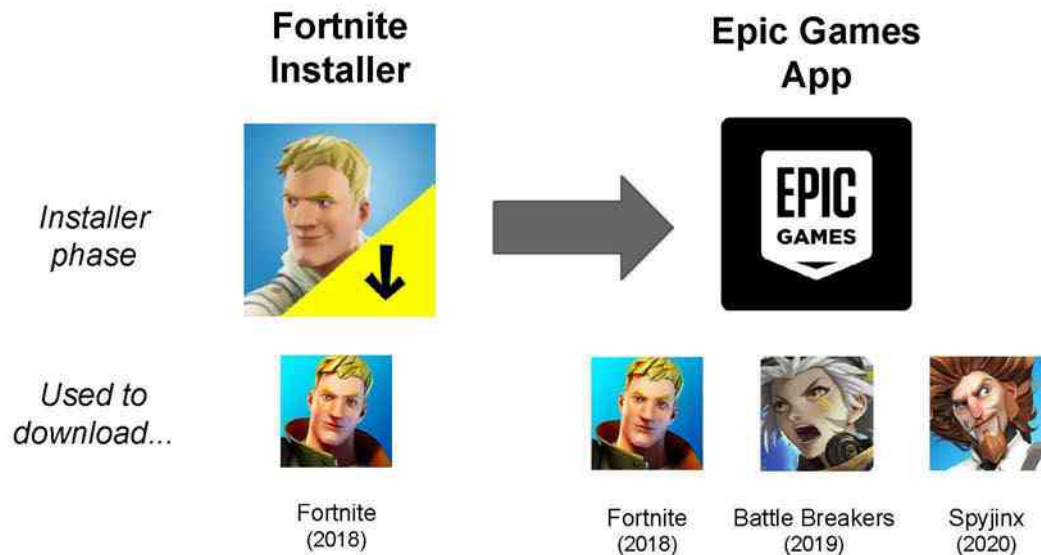 Fortnite
Installer
Epic Games
App
Installer
phase
EPIC
GAMES
Used to
download...
Fortnite
(2018)
Fortnite
(2018)
Battle Breakers
(2019)
Spyjinx
(2020)